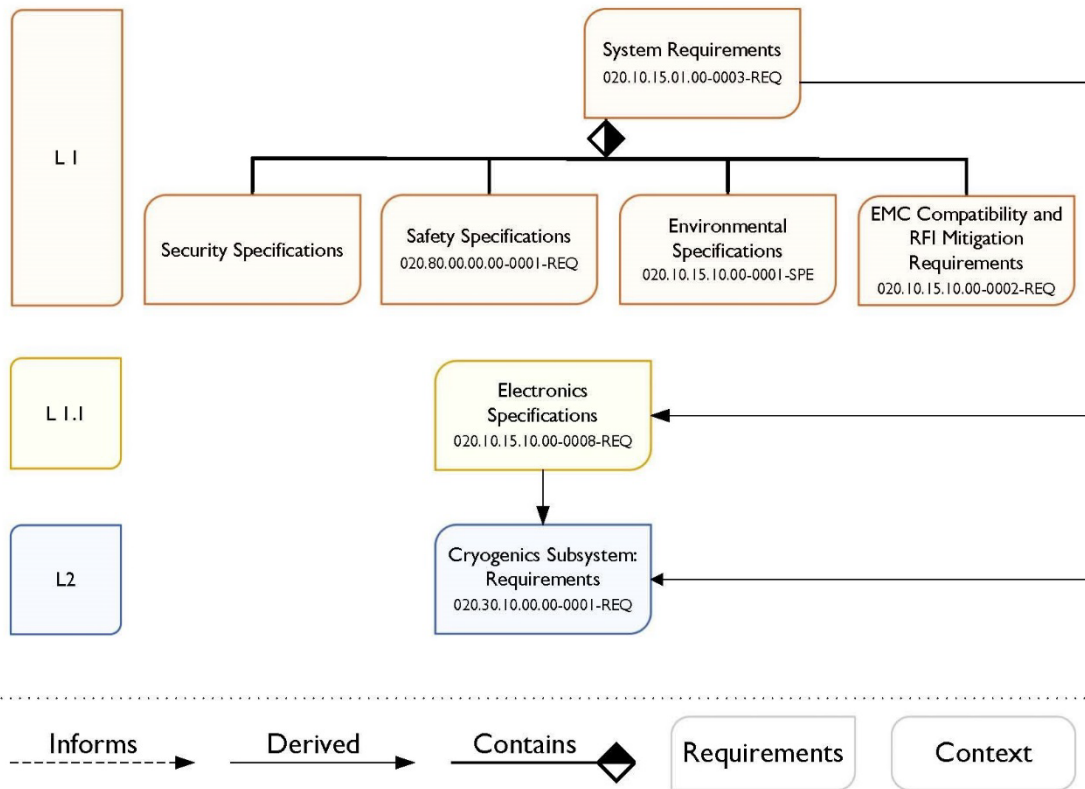 System Requirements
020.10.15.01.00-0003-REQ
L 1
Security Specifications
Safety Specifications
020.80.00.00.00-0001-REQ
Environmental
Specifications
020.10.15.10.00-0001-SPE
EMC Compatibility and
RFI Mitigation
Requirements
020.10.15.10.00-0002-REQ
L 1.1
Electronics
Specifications
020.10.15.10.00-0008-REQ
L2
Cryogenics Subsystem:
Requirements
020.30.10.00.00-0001-REQ
Informs
Derived
Contains
Requirements
Context